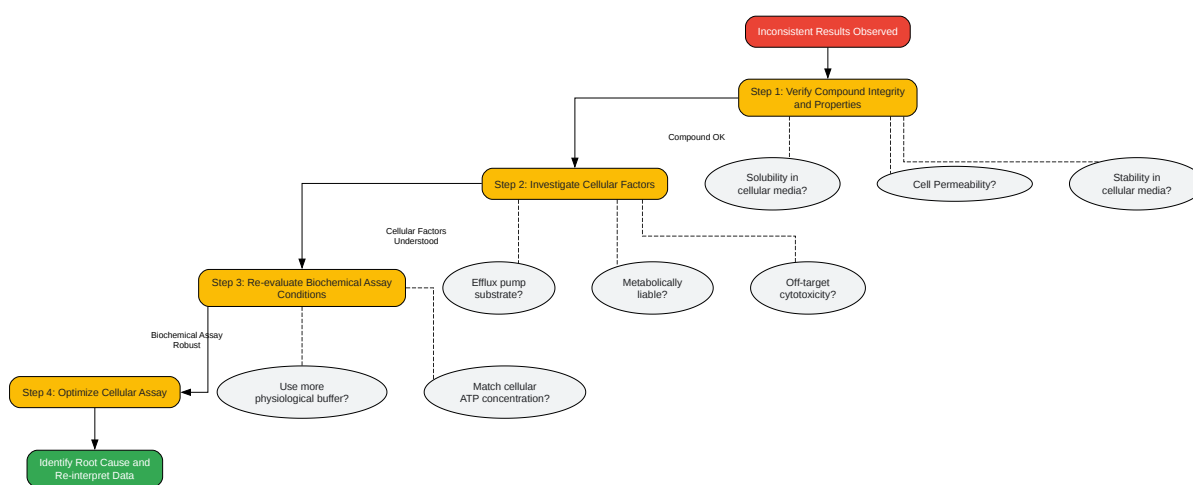 Inconsistent Results Observed
Step 1: Verify Compound Integrity
and Properties
Compound OK
Solubility in
cellular media?
Cell Permeability?
Stability in
cellular media?
Step 2: Investigate Cellular Factors
Cellular Factors
Understood
Efflux pump
substrate?
Metabolically
liable?
Off-target
cytotoxicity?
Step 3: Re-evaluate Biochemical Assay
Conditions
Biochemical Assay
Robust
Use more
physiological buffer?
Match cellular
ATP concentration?
Step 4: Optimize Cellular Assay
Identify Root Cause and
Re-interpret Data